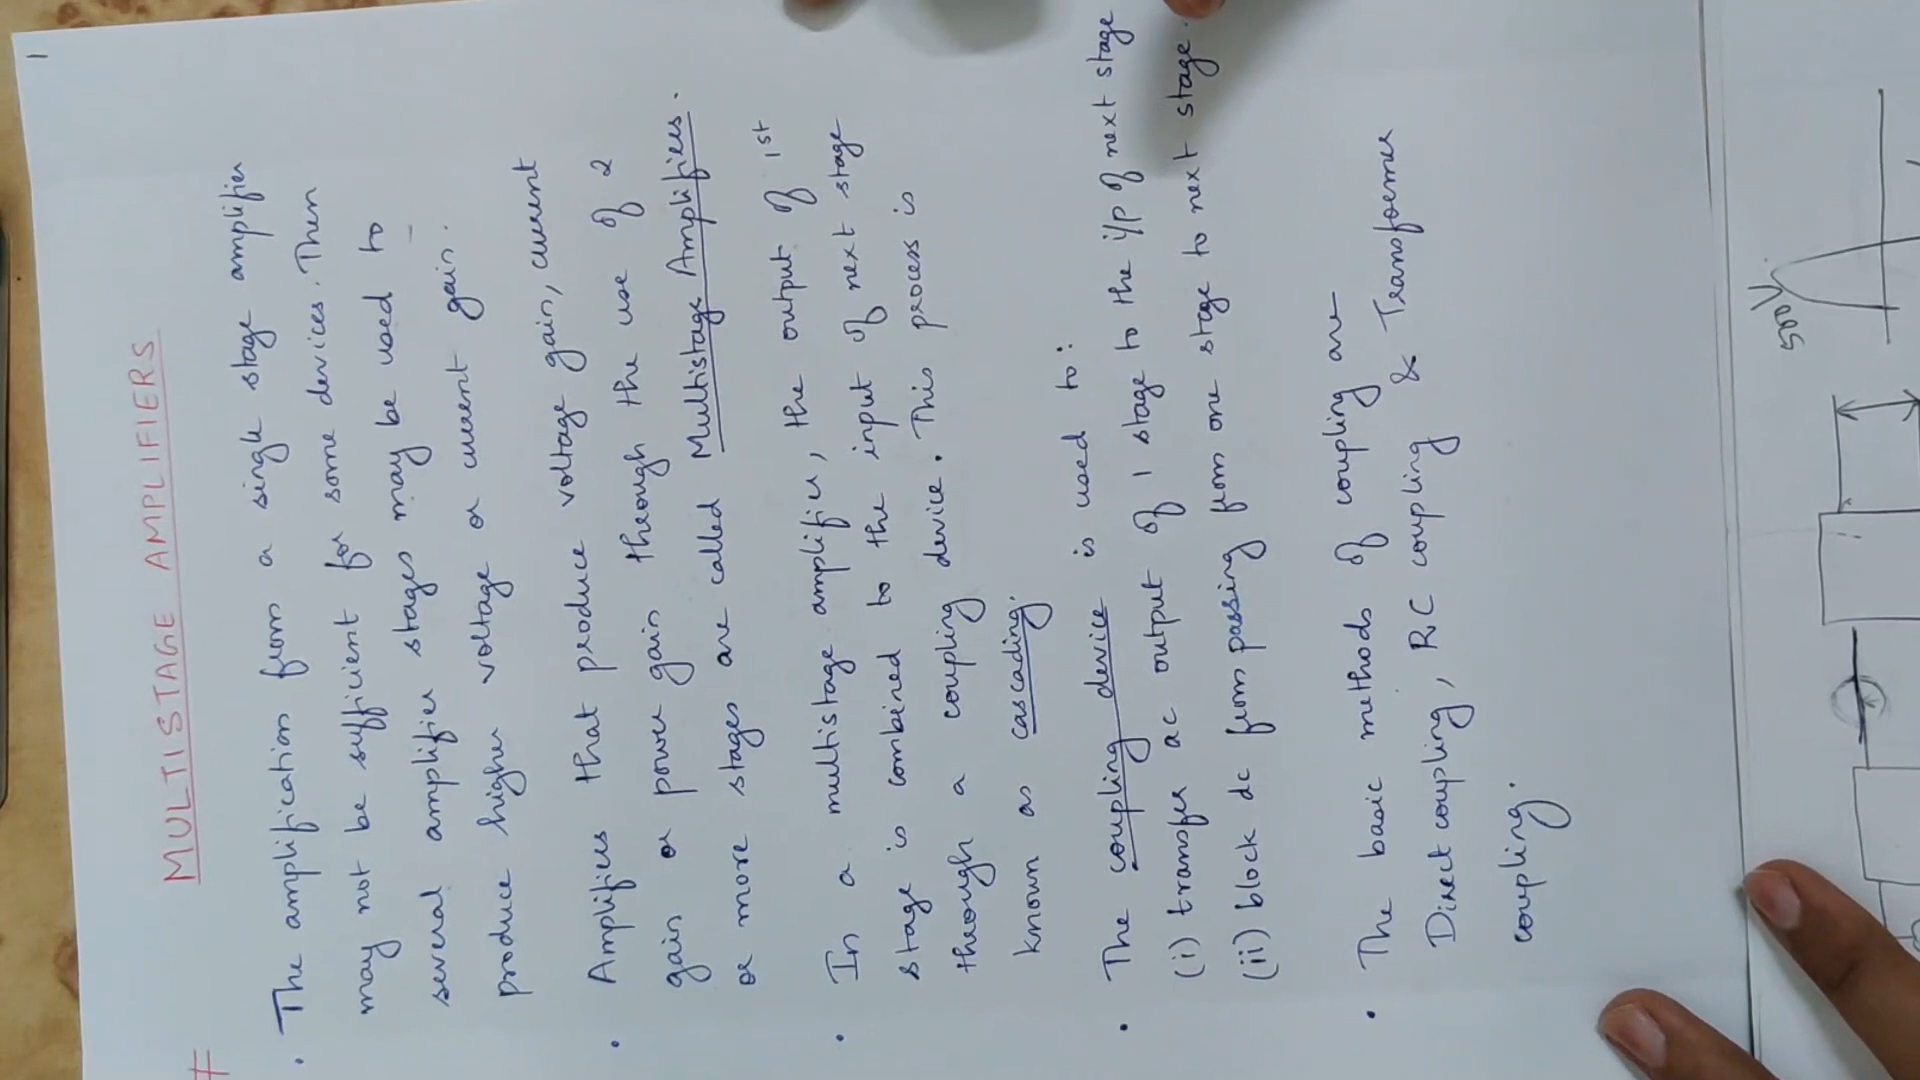 1
# MULTISTAGE AMPLIFIERS
• The amplification from a single stage amplifier
may not be sufficient for some devices. Then
several amplifier stages may be used to
produce higher voltage or current gain.
• Amplifiers that produce voltage gain, current
gain or power gain through the use of 2
or more stages are called Multistage Amplifiers.
• In a multistage amplifier, the output of 1st
stage is combined to the input of next stage
through a coupling device. This process is
known as cascading.
• The coupling device is used to:
(i) transfer ac output of 1 stage to the i/p of next stage
(ii) block dc from passing from one stage to next stage.
• The basic methods of coupling are
Direct coupling, RC coupling & Transformer
coupling.
500V